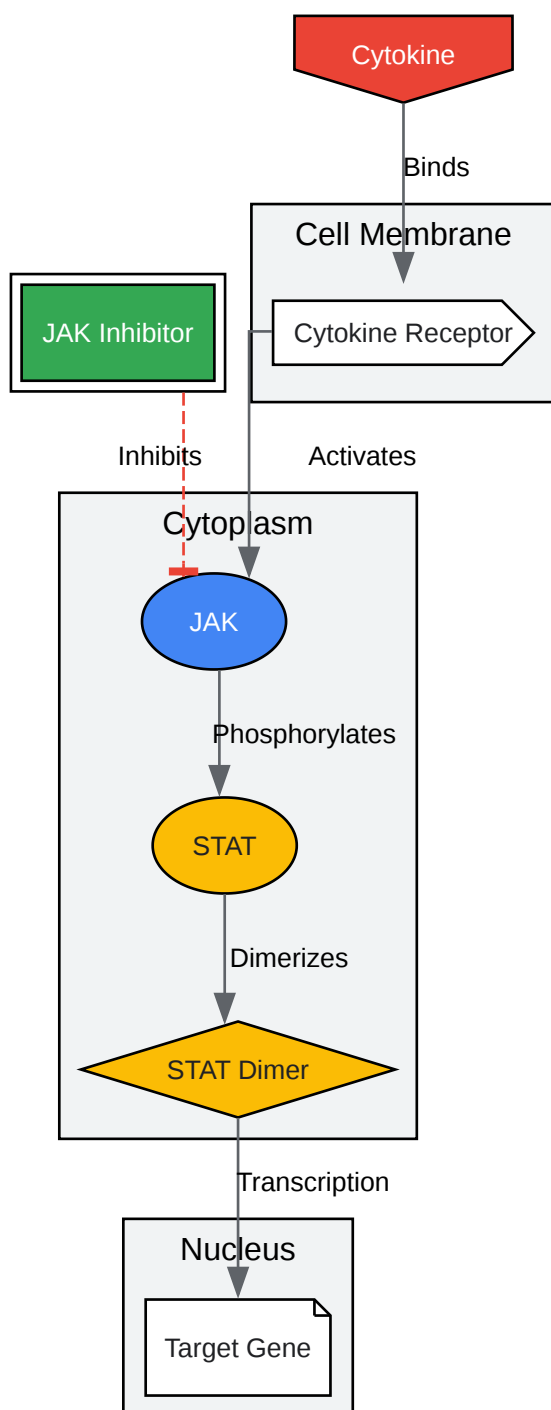 Cytokine
Binds
Cell Membrane
Cytokine Receptor
JAK Inhibitor
Inhibits
Activates
Cytoplasm
JAK
Phosphorylates
STAT
Dimerizes
STAT Dimer
Transcription
Nucleus
Target Gene